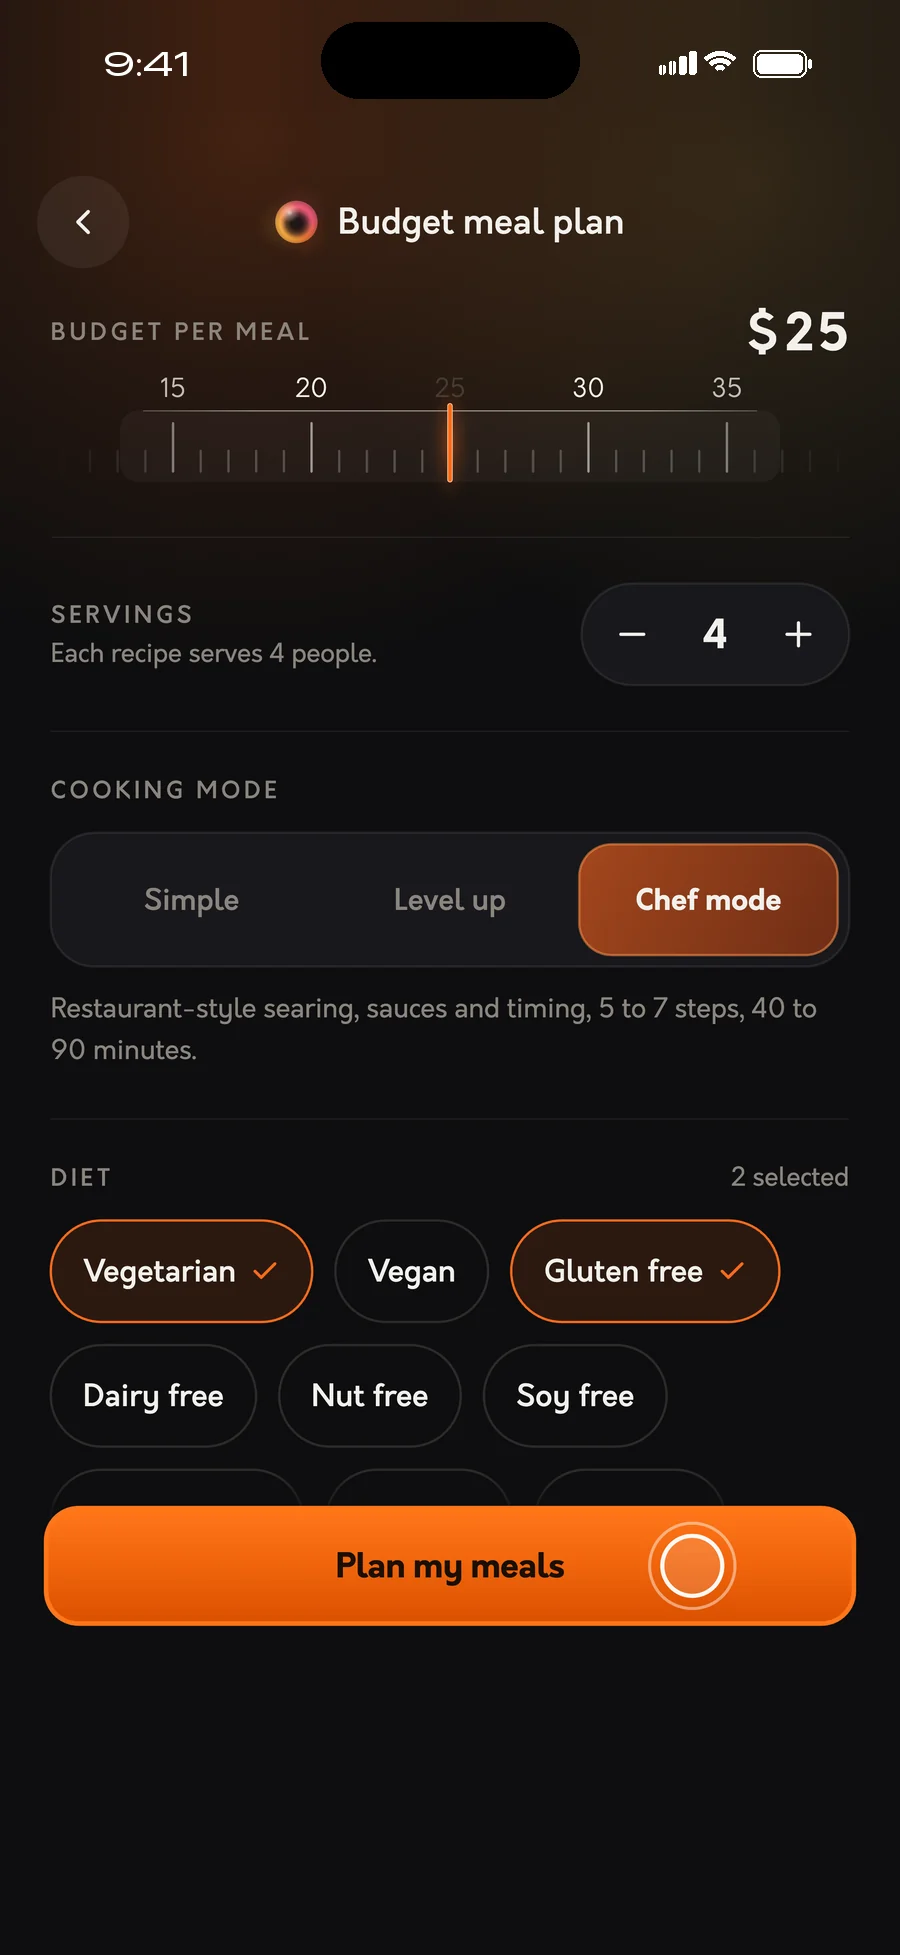 9:41
Budget meal plan
BUDGET PER MEAL
$25
15 20 25 30 35
SERVINGS
Each recipe serves 4 people.
4
COOKING MODE
Simple
Level up
Chef mode
Restaurant-style searing, sauces and timing, 5 to 7 steps, 40 to
90 minutes.
DIET
2 selected
Vegetarian
Vegan
Gluten free
Dairy free
Nut free
Soy free
Plan my meals